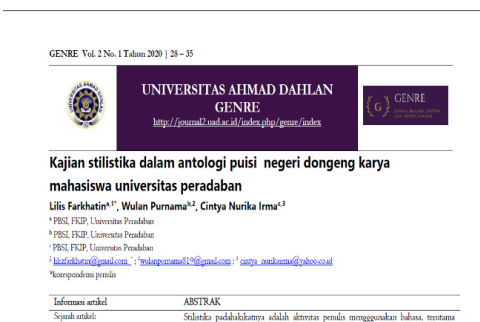 GENRE Vol. 2 No. 1 Tahun 2020 | 28 – 35
UNIVERSITAS AHMAD DAHLAN
GENRE
http://journal2.uad.ac.id/index.php/genre/index
G
GENRE
Kajian stilistika dalam antologi puisi negeri dongeng karya
mahasiswa universitas peradaban
Lilis Farkhatin a,1*, Wulan Purnama b,2, Cintya Nurika Irma c,3
a PBSI, FKIP, Universitas Peradaban
b PBSI, FKIP, Universitas Peradaban
c PBSI, FKIP, Universitas Peradaban
*korespondensi penulis
Informasi artikel ABSTRAK
Sejarah artikel: Stilistika padahakikatnya adalah aktivitas penulis mengggunakan bahasa, terutama